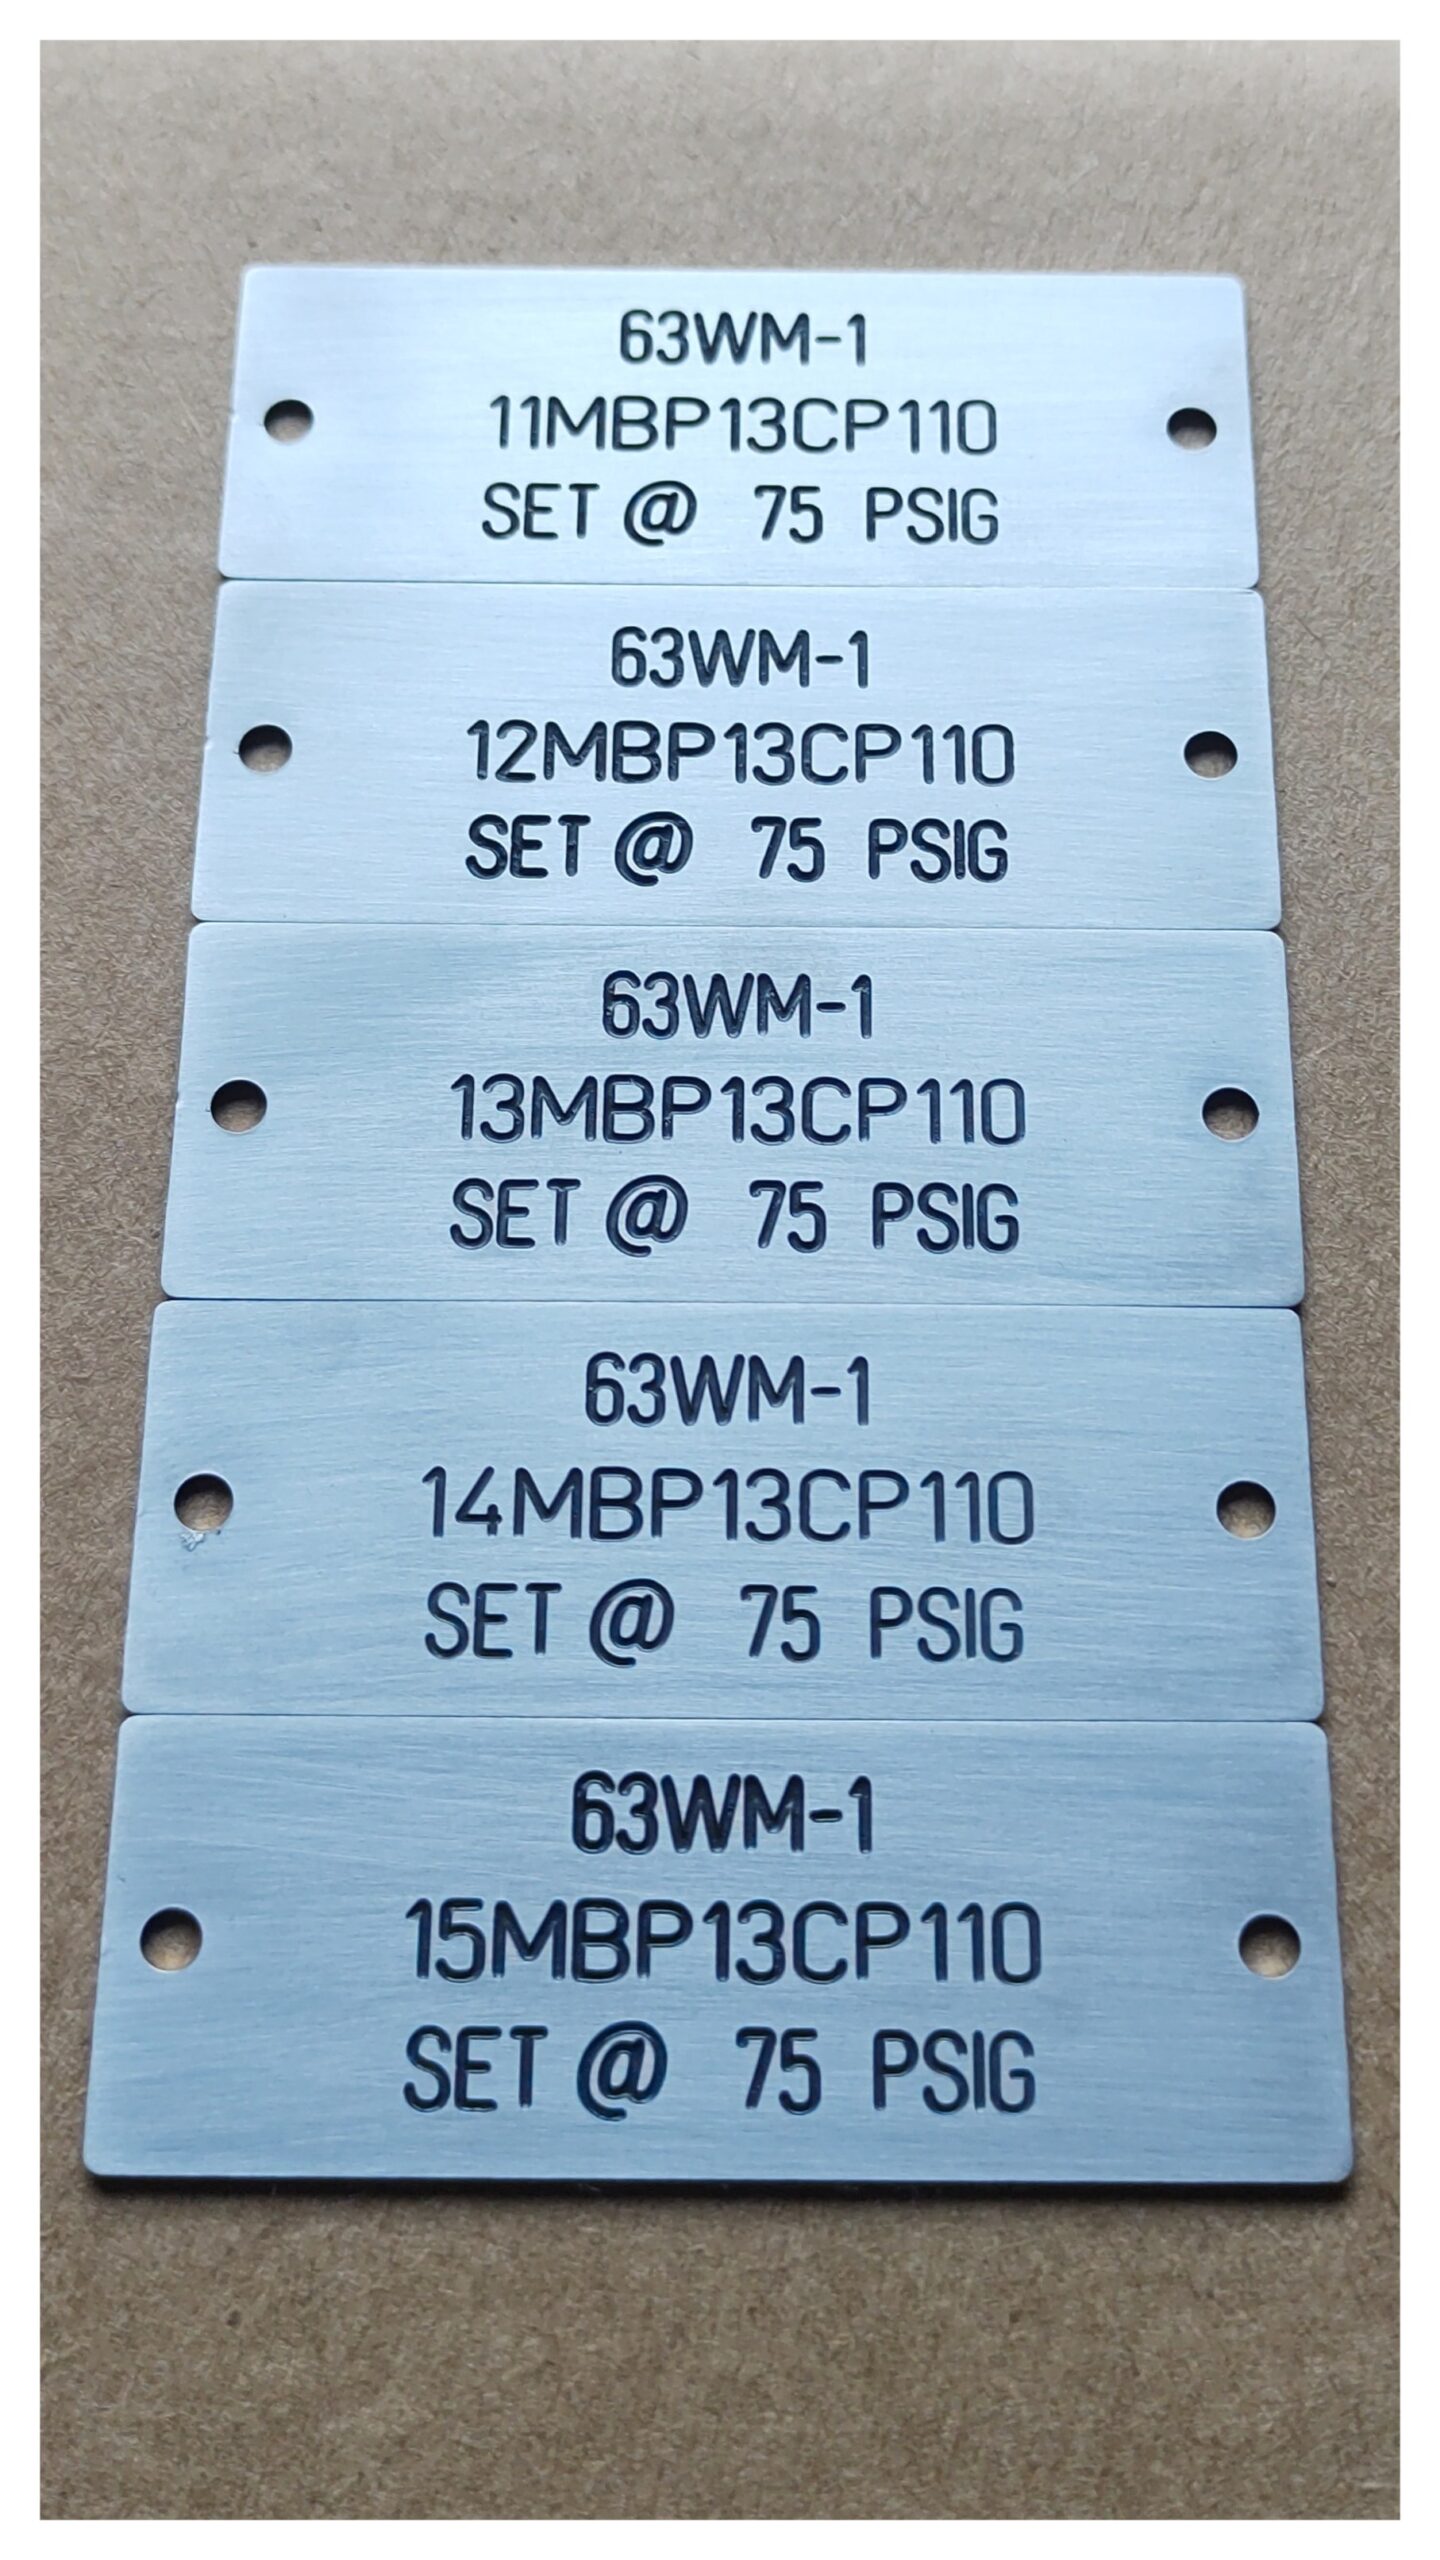 63WM-1
11MBP13CP110
SET @ 75 PSIG
63WM-1
12MBP13CP110
SET @ 75 PSIG
63WM-1
13MBP13CP110
SET @ 75 PSIG
63WM-1
14MBP13CP110
SET @ 75 PSIG
63WM-1
15MBP13CP110
SET @ 75 PSIG